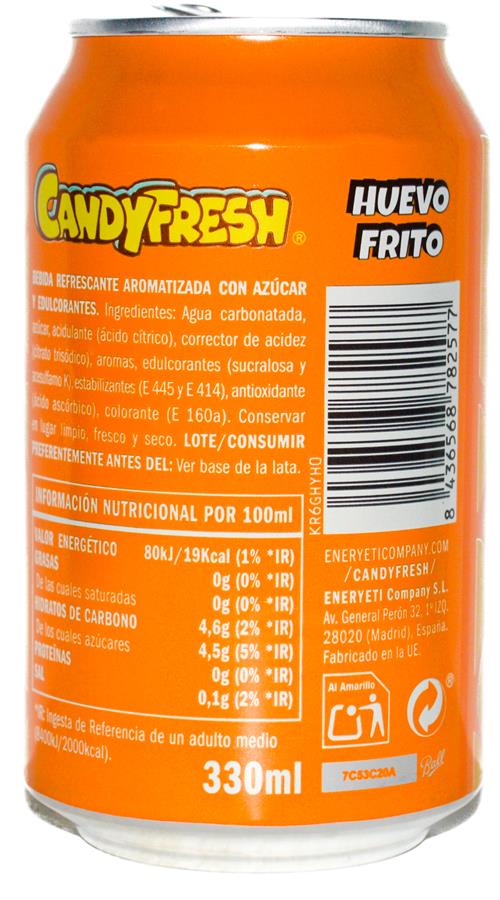 CANDYFRESH®
HUEVO
FRITO
BEBIDA REFRESCANTE AROMATIZADA CON AZÚCAR
Y EDULCORANTES. Ingredientes: Agua carbonatada,
azúcar, acidulante (ácido cítrico), corrector de acidez
(citrato trisódico), aromas, edulcorantes (sucralosa y
acesulfamo K), estabilizantes (E 445 y E 414), antioxidante
(ácido ascórbico), colorante (E 160a). Conservar
en lugar limpio, fresco y seco. LOTE/CONSUMIR
PREFERENTEMENTE ANTES DEL: Ver base de la lata.
INFORMACIÓN NUTRICIONAL POR 100ml
VALOR ENERGÉTICO 80kJ/19Kcal (1% *IR)
GRASAS 0g (0% *IR)
De las cuales saturadas 0g (0% *IR)
HIDRATOS DE CARBONO 4,6g (2% *IR)
De los cuales azúcares 4,5g (5% *IR)
PROTEÍNAS 0g (0% *IR)
SAL 0,1g (2% *IR)
*IR: Ingesta de Referencia de un adulto medio
(8400kJ/2000kcal).
330ml
KR6GHYHO
8 436568 782577
ENERYETICOMPANY.COM
/CANDYFRESH/
ENERYETI Company S.L.
Av. General Perón 32, 1º IZQ.
28020 (Madrid), España.
Fabricado en la UE.
Al Amarillo
®
7C53C20A
Ball